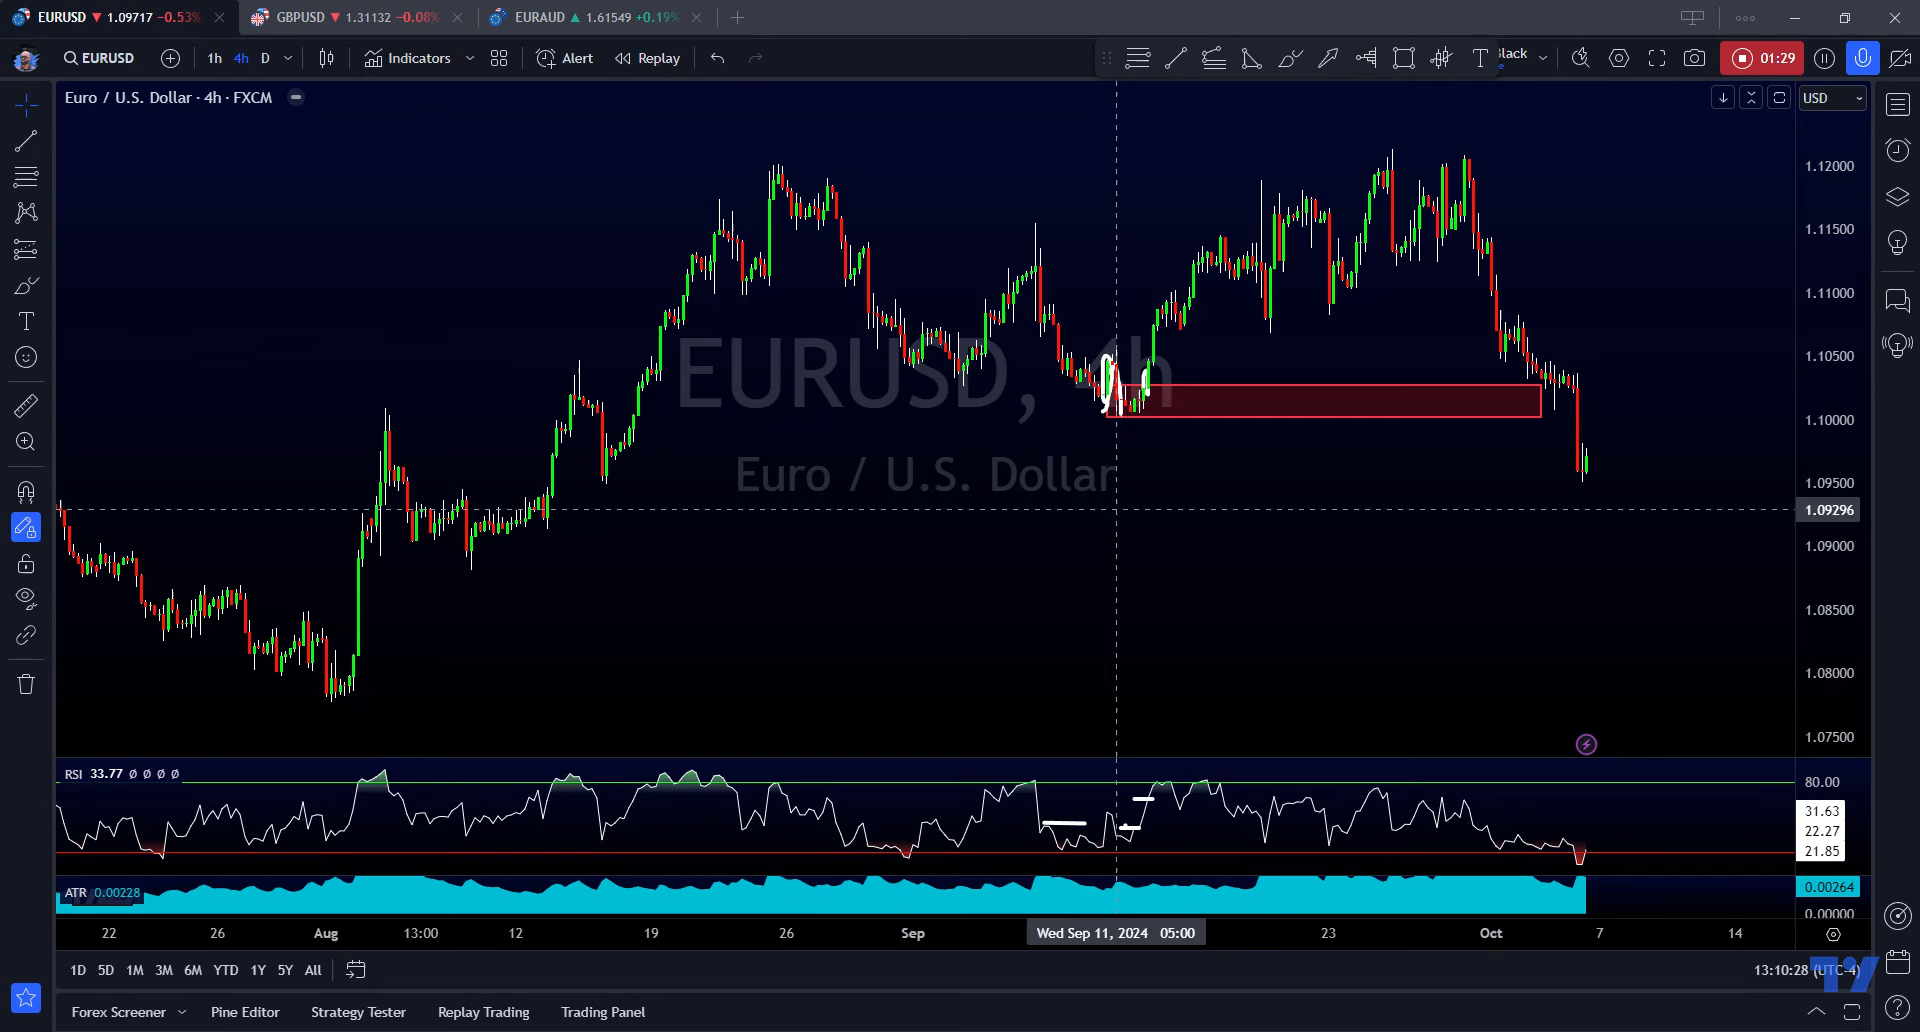 EURUSD ▼ 1.09717 −0.53%
GBPUSD ▼ 1.31132 −0.08%
EURAUD ▲ 1.61549 +0.19%
EURUSD
1h
4h
D
Indicators
Alert
Replay
lack
01:29
Euro / U.S. Dollar · 4h · FXCM
USD
1.12000
1.11500
1.11000
1.10500
1.10000
1.09500
1.09296
1.09000
1.08500
1.08000
1.07500
EURUSD, 4h
Euro / U.S. Dollar
RSI 33.77 ø ø ø ø
80.00
31.63
22.27
21.85
ATR 0.00228
0.00264
0.00000
22
26
Aug
13:00
12
19
26
Sep
Wed Sep 11, 2024 05:00
23
Oct
7
14
1D 5D 1M 3M 6M YTD 1Y 5Y All
13:10:28 (UTC-4)
Forex Screener
Pine Editor
Strategy Tester
Replay Trading
Trading Panel